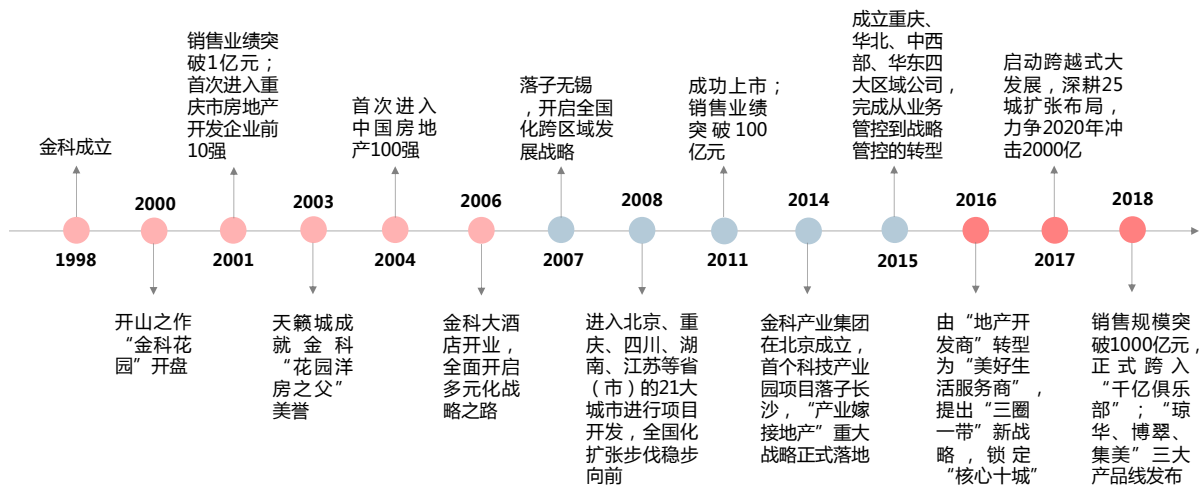 金科成立
1998
2000
开山之作
“金科花
园”开盘
销售业绩突
破1亿元；
首次进入重
庆市房地产
开发企业前
10强
2001
2003
天籁城成
就金科
“花园洋
房之父”
美誉
首次进入
中国房地
产100强
2004
2006
金科大酒
店开业，
全面开启
多元化战
略之路
落子无锡
，开启全国
化跨区域发
展战略
2007
2008
进入北京、重
庆、四川、湖
南、江苏等省
（市）的21大
城市进行项目
开发，全国化
扩张步伐稳步
向前
成功上市；
销售业绩
突破100
亿元
2011
2014
金科产业集团
在北京成立，
首个科技产业
园项目落子长
沙，“产业嫁
接地产”重大
战略正式落地
成立重庆、
华北、中西
部、华东四
大区域公司，
完成从业务
管控到战略
管控的转型
2015
2016
由“地产开
发商”转型
为“美好生
活服务商”，
提出“三圈
一带”新战
略，锁定
“核心十城”
启动跨越式大
发展，深耕25
城扩张布局，
力争2020年冲
击2000亿
2017
2018
销售规模突
破1000亿元，
正式跨入
“千亿俱乐
部”；“琼
华、博翠、
集美”三大
产品线发布